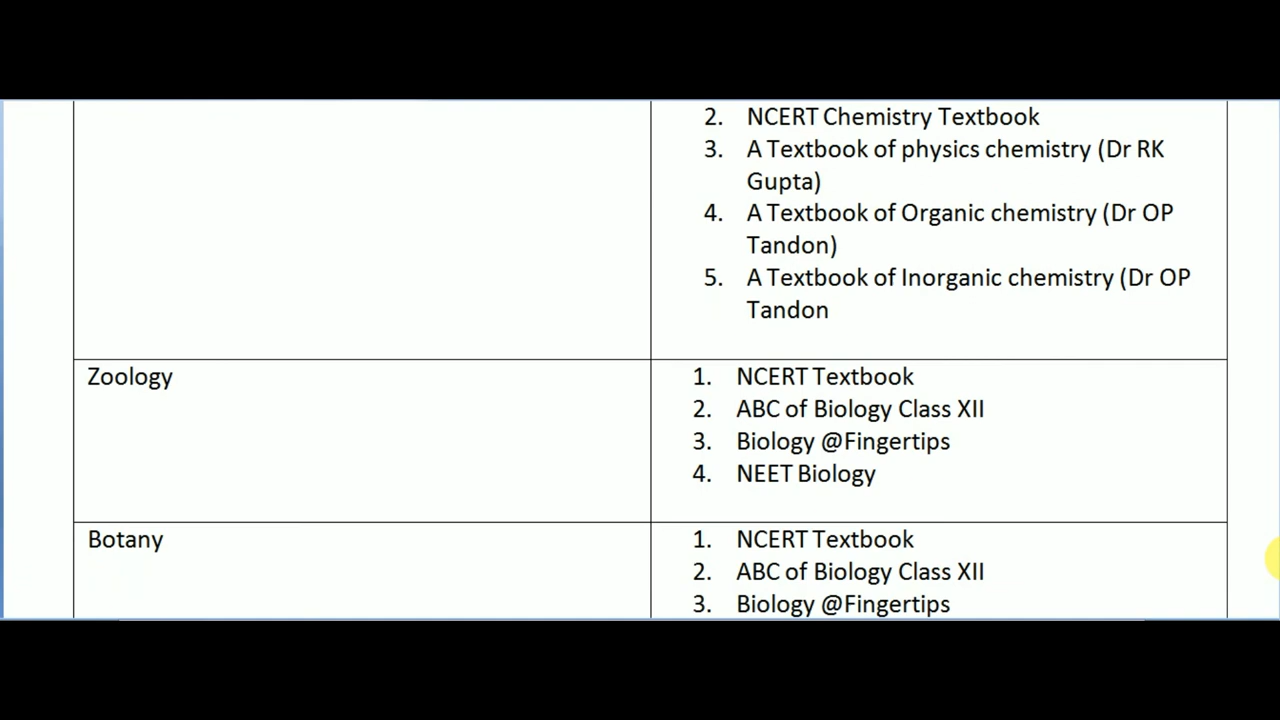 2. NCERT Chemistry Textbook
3. A Textbook of physics chemistry (Dr RK
Gupta)
4. A Textbook of Organic chemistry (Dr OP
Tandon)
5. A Textbook of Inorganic chemistry (Dr OP
Tandon
Zoology
1. NCERT Textbook
2. ABC of Biology Class XII
3. Biology @Fingertips
4. NEET Biology
Botany
1. NCERT Textbook
2. ABC of Biology Class XII
3. Biology @Fingertips